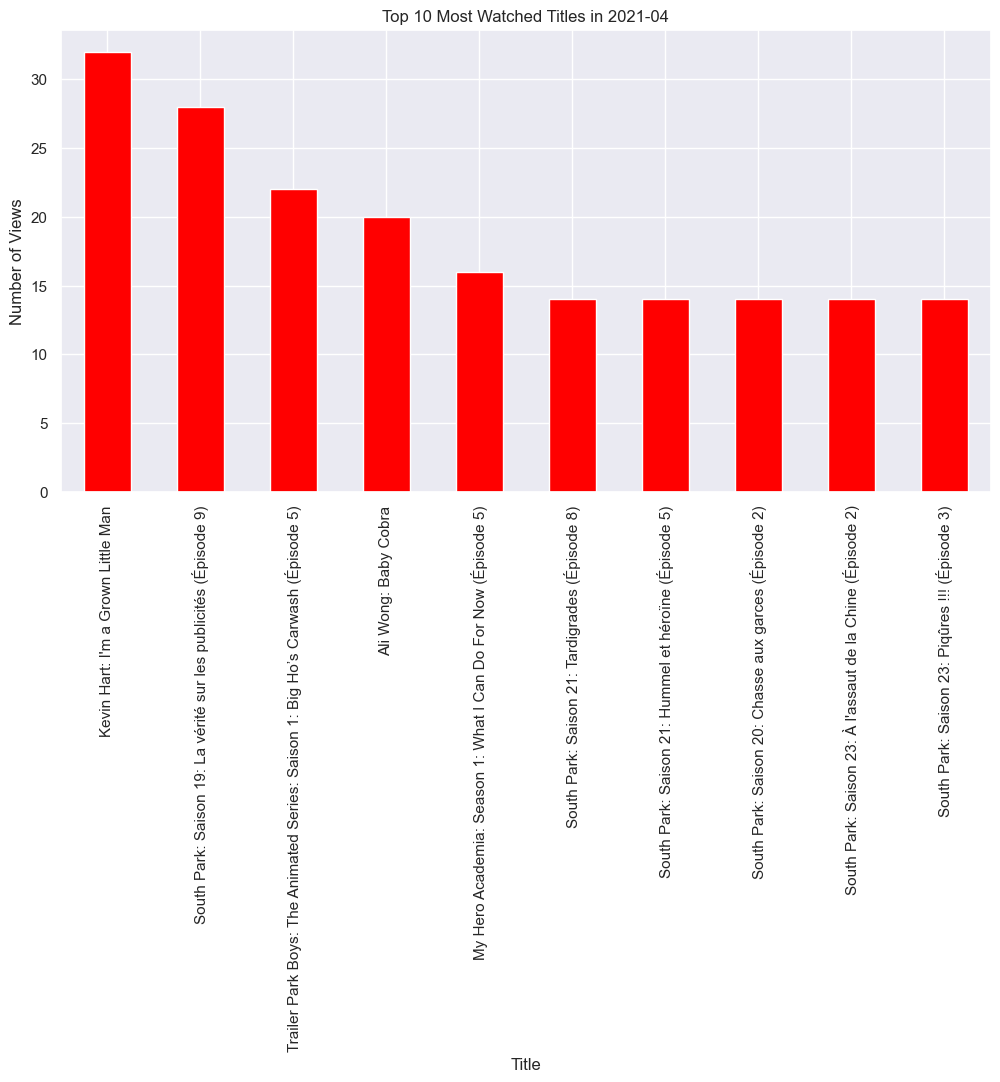 Top 10 Most Watched Titles in 2021-04
Number of Views
30
25
20
15
10
5
0
Kevin Hart: I'm a Grown Little Man
South Park: Saison 19: La vérité sur les publicités (Épisode 9)
Trailer Park Boys: The Animated Series: Saison 1: Big Ho's Carwash (Épisode 5)
Ali Wong: Baby Cobra
My Hero Academia: Season 1: What I Can Do For Now (Épisode 5)
South Park: Saison 21: Tardigrades (Épisode 8)
South Park: Saison 21: Hummel et héroïne (Épisode 5)
South Park: Saison 20: Chasse aux garces (Épisode 2)
South Park: Saison 23: À l'assaut de la Chine (Épisode 2)
South Park: Saison 23: Piqûres !!! (Épisode 3)
Title